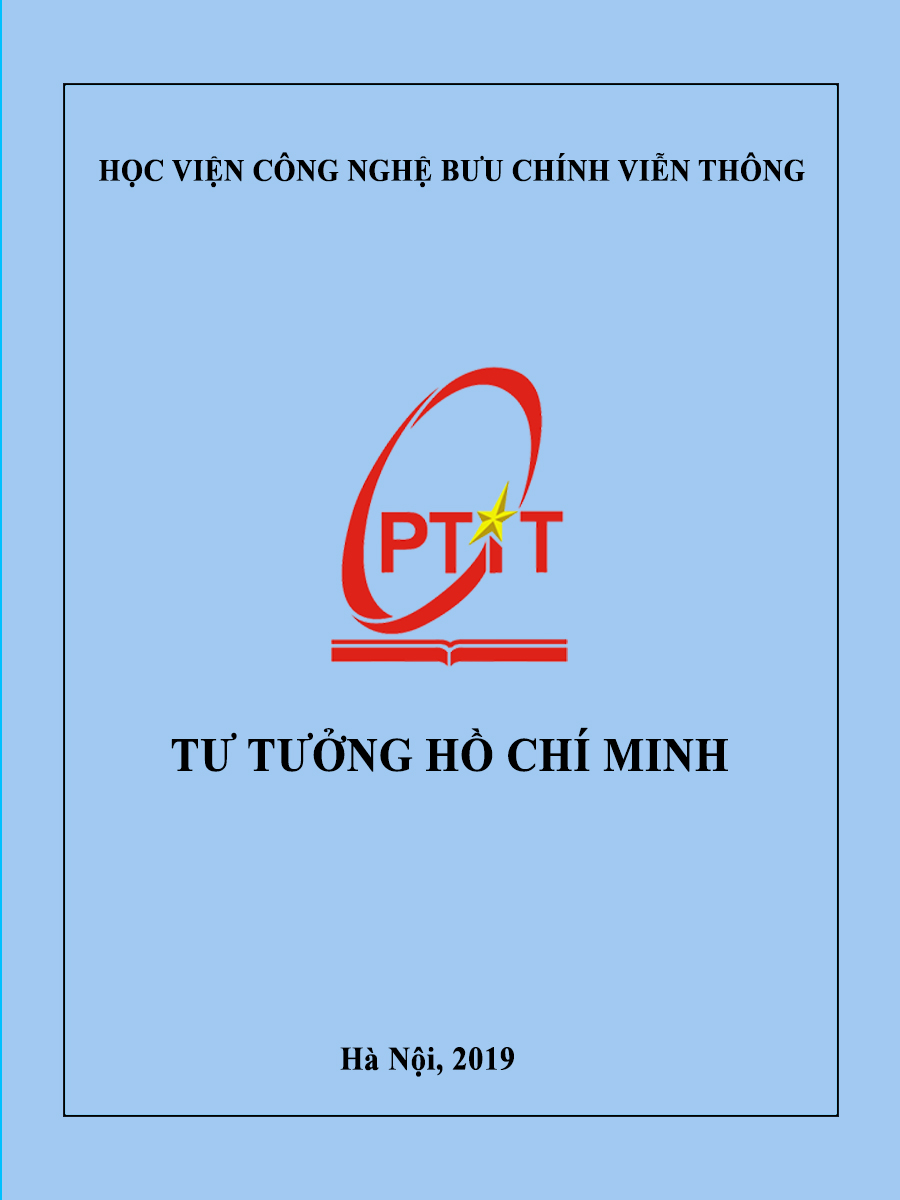 HỌC VIỆN CÔNG NGHỆ BƯU CHÍNH VIỄN THÔNG
PTIT
TƯ TƯỞNG HỒ CHÍ MINH
Hà Nội, 2019